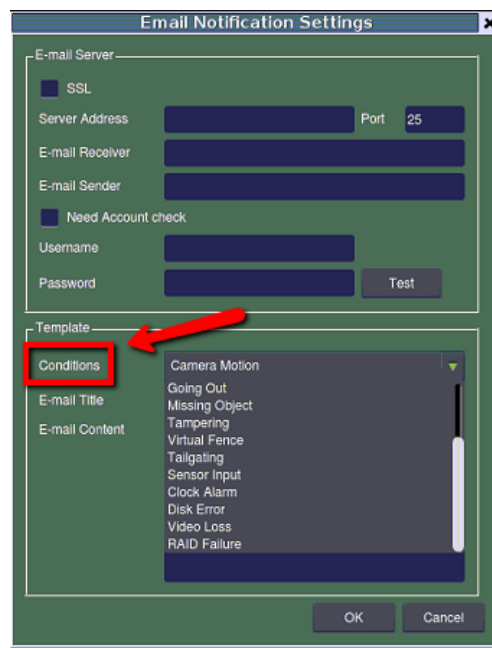 Email Notification Settings
E-mail Server
SSL
Server Address Port 25
E-mail Receiver
E-mail Sender
Need Account check
Username
Password Test
Template
Conditions Camera Motion
Going Out
Missing Object
Tampering
Virtual Fence
Tailgating
Sensor Input
Clock Alarm
Disk Error
Video Loss
RAID Failure
E-mail Title
E-mail Content
OK Cancel